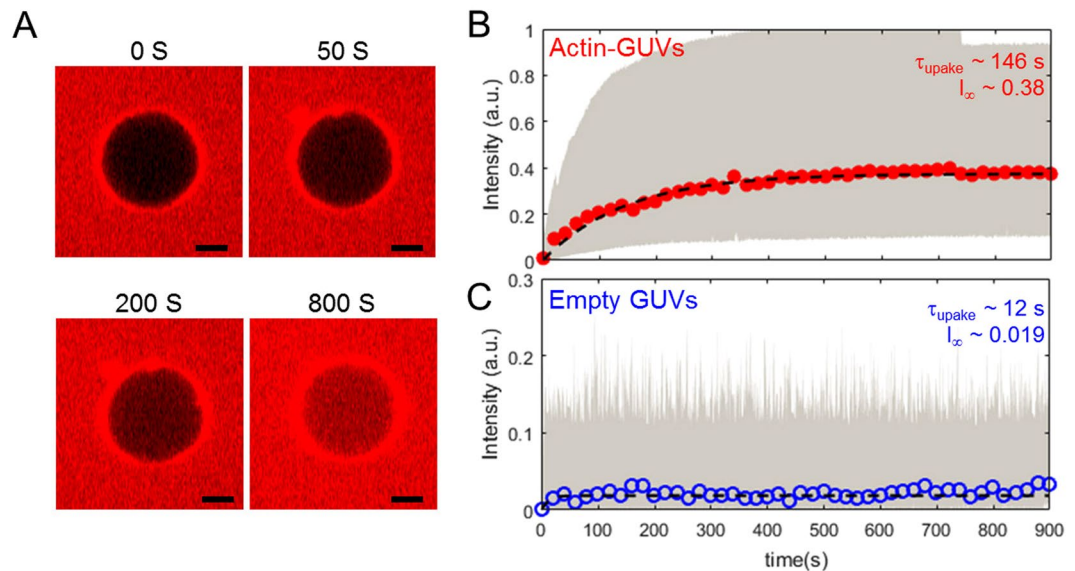 A
0 S
50 S
200 S
800 S
B
Actin-GUVs
τupake ~ 146 s
I∞ ~ 0.38
Intensity (a.u.)
1
0.8
0.6
0.4
0.2
0
C
Empty GUVs
τupake ~ 12 s
I∞ ~ 0.019
Intensity (a.u.)
0.3
0.2
0.1
0
0 100 200 300 400 500 600 700 800 900
time(s)